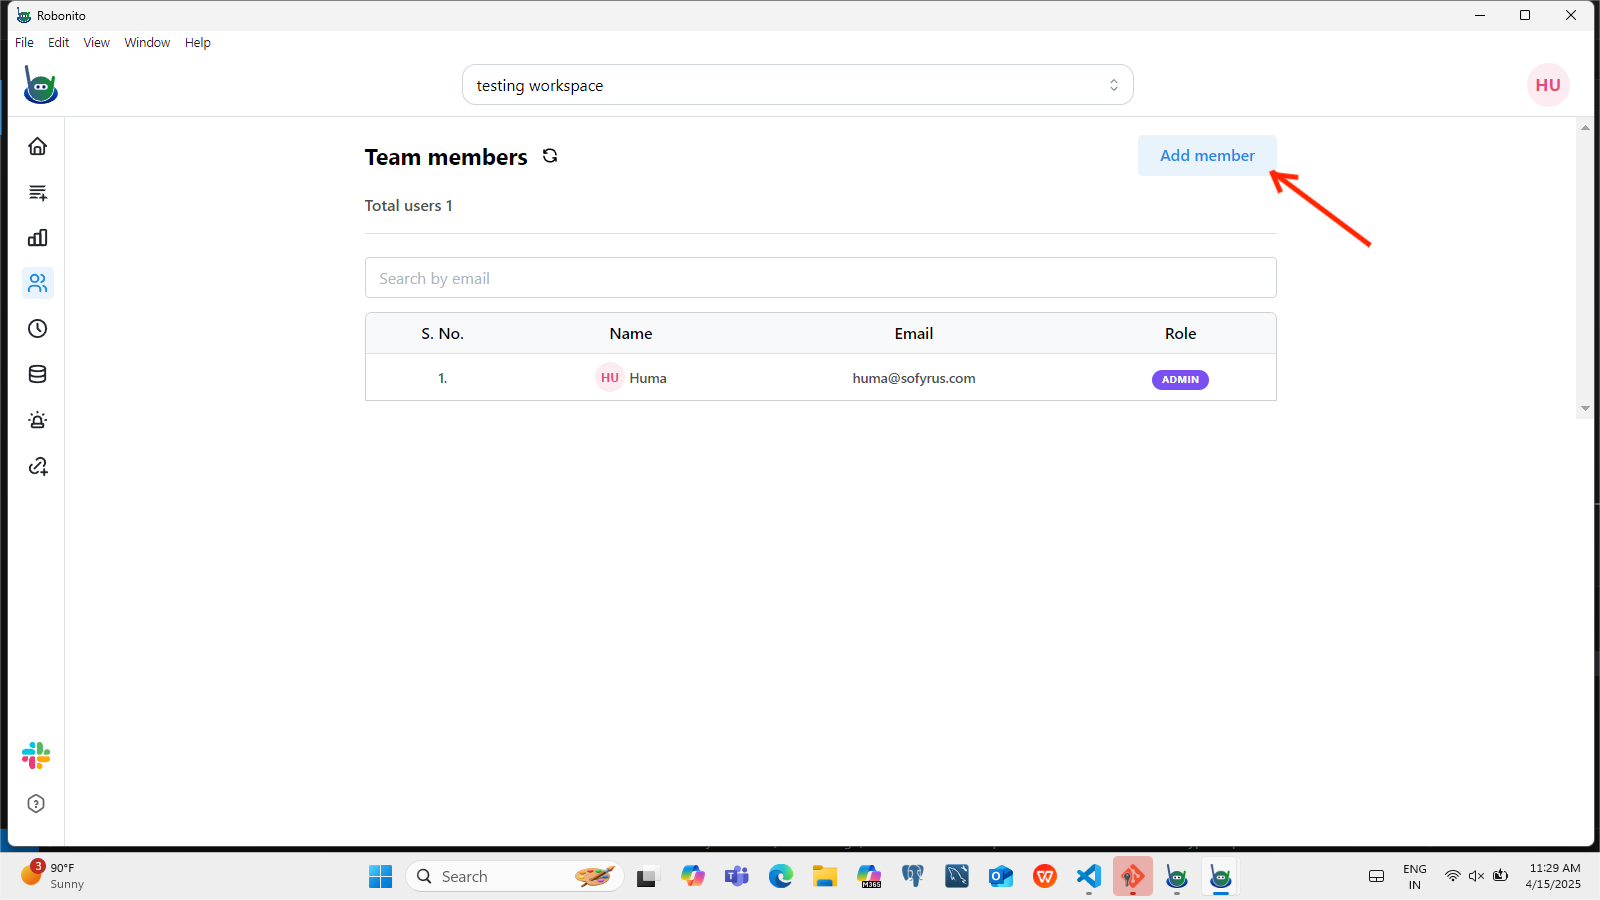 Robonito
File Edit View Window Help
testing workspace
HU
Team members
Add member
Total users 1
Search by email
S. No. Name Email Role
1. HU Huma huma@sofyrus.com ADMIN
3
90°F
Sunny
Search
M365
ENG
IN
11:29 AM
4/15/2025